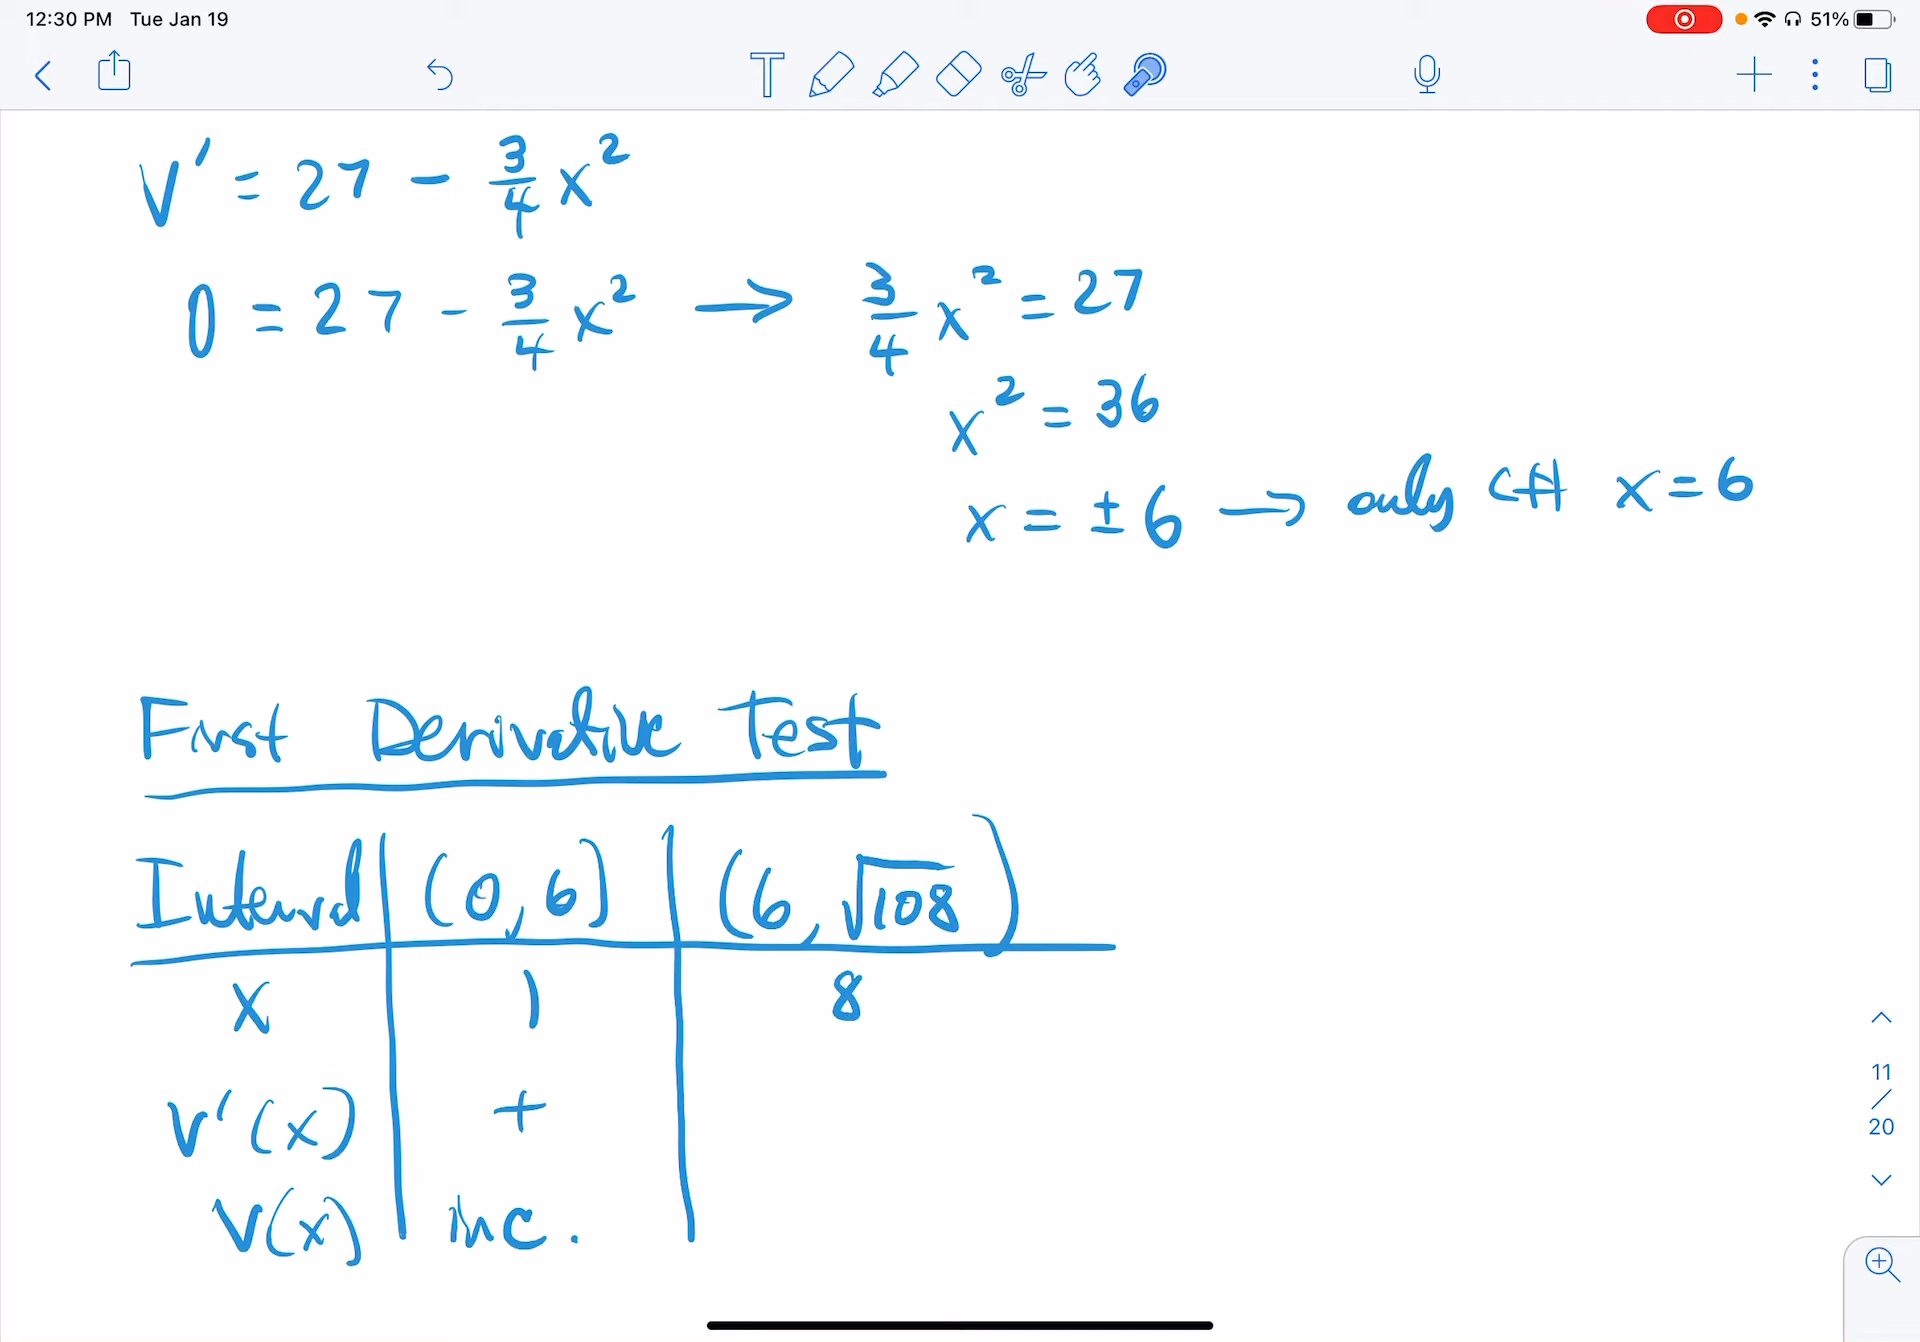 12:30 PM Tue Jan 19 51%
T
V' = 27 - 3/4 x²
0 = 27 - 3/4 x² → 3/4 x² = 27
x² = 36
x = ± 6 → only C# x = 6
First Derivative Test
Interval (0, 6] (6, √108)
x 1 8
V'(x) +
V(x) inc.
11
/
20